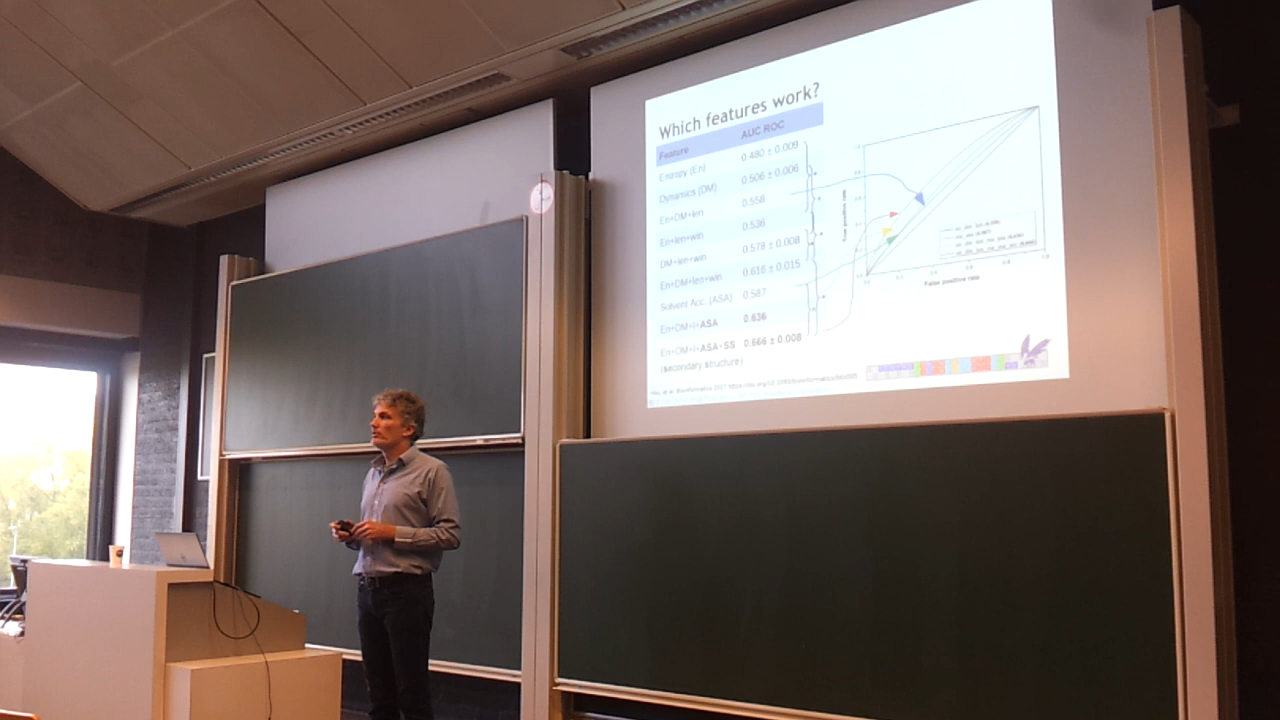 Which features work?
Feature AUC ROC
Entropy (En) 0.480 ± 0.009
Dynamics (DM) 0.506 ± 0.006
En+DM+len 0.558
En+len+win 0.536
DM+len+win 0.578 ± 0.008
En+DM+len+win 0.616 ± 0.015
Solvent Acc. (ASA) 0.587
En+DM+l+ASA 0.636
En+DM+l+ASA+SS 0.666 ± 0.008
(secondary structure)
True positive rate
False positive rate
Bioinformatics 2017